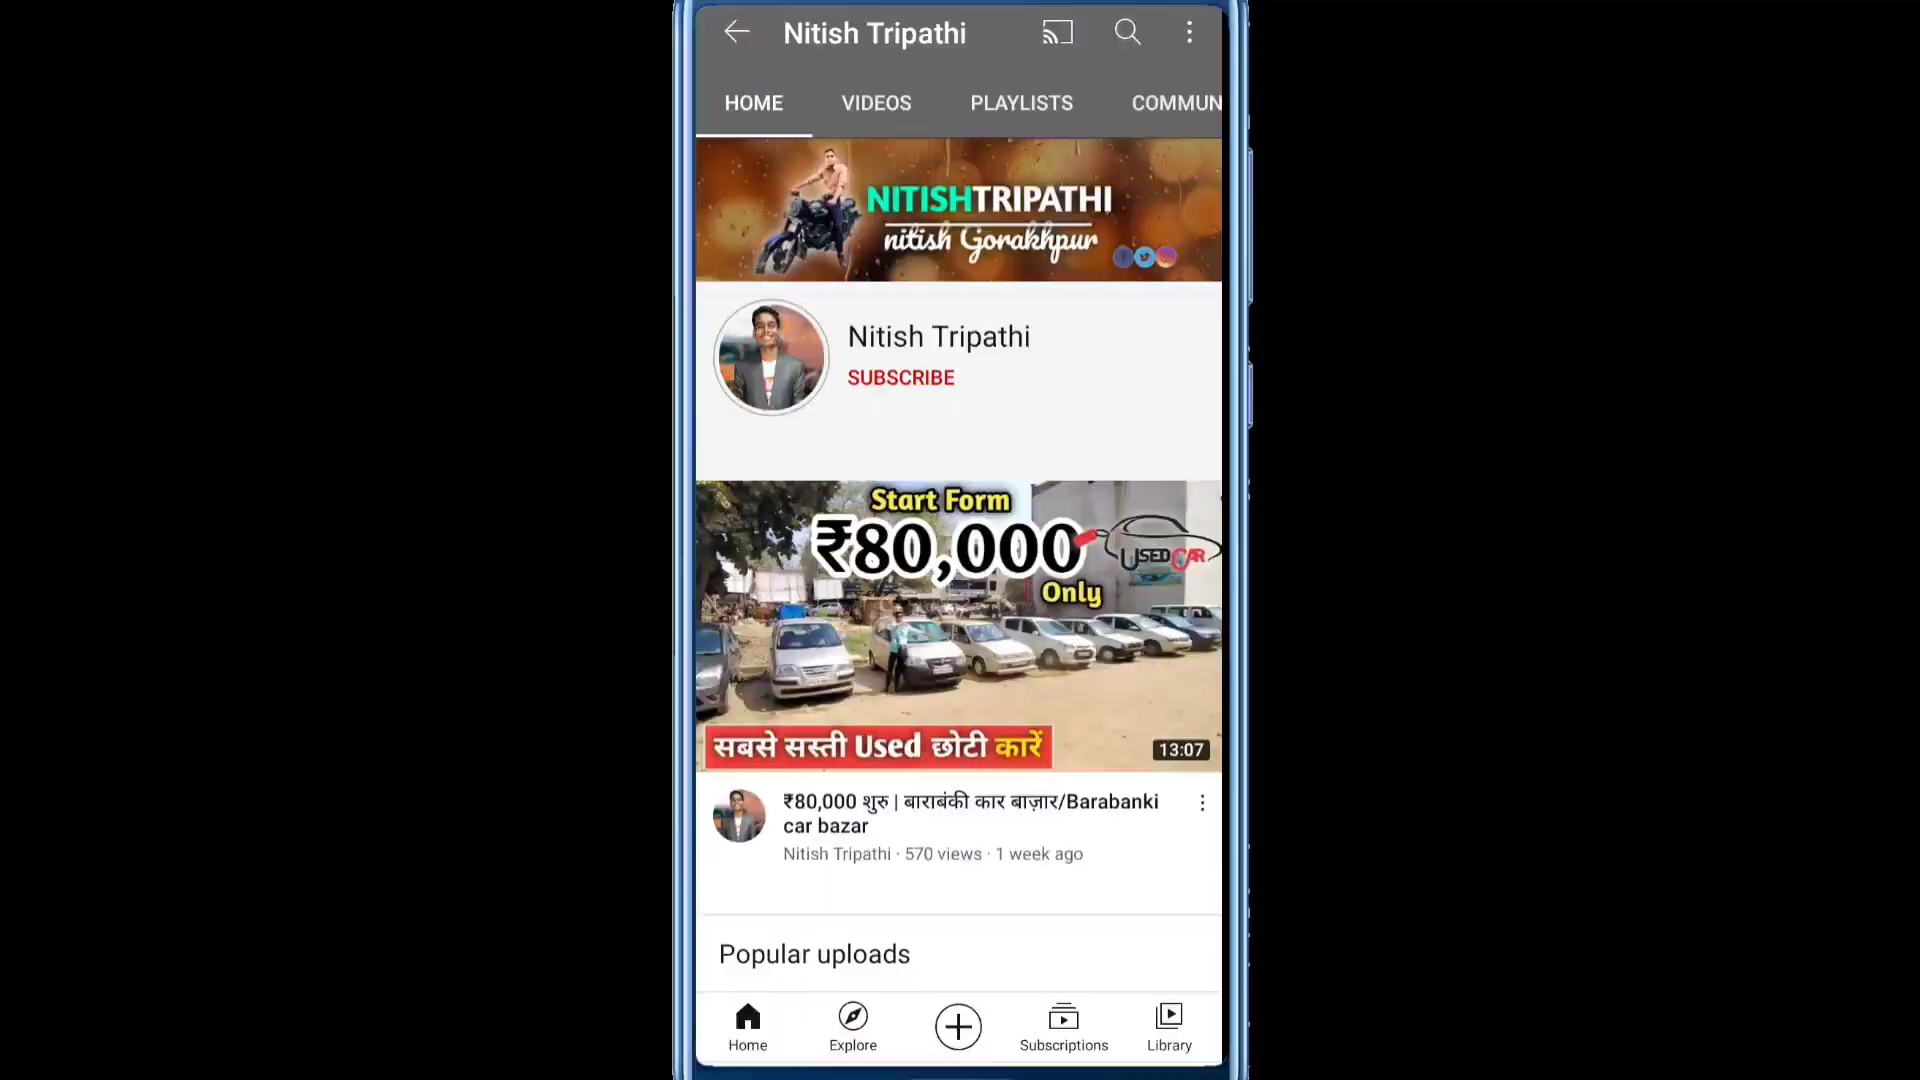 Nitish Tripathi
HOME VIDEOS PLAYLISTS COMMUN
NITISHTRIPATHI
nitish Gorakhpur
Nitish Tripathi
SUBSCRIBE
Start Form
₹80,000
USED CAR
Only
सबसे सस्ती Used छोटी कारें
13:07
₹80,000 शुरु | बाराबंकी कार बाज़ार/Barabanki
car bazar
Nitish Tripathi · 570 views · 1 week ago
Popular uploads
Home Explore Subscriptions Library